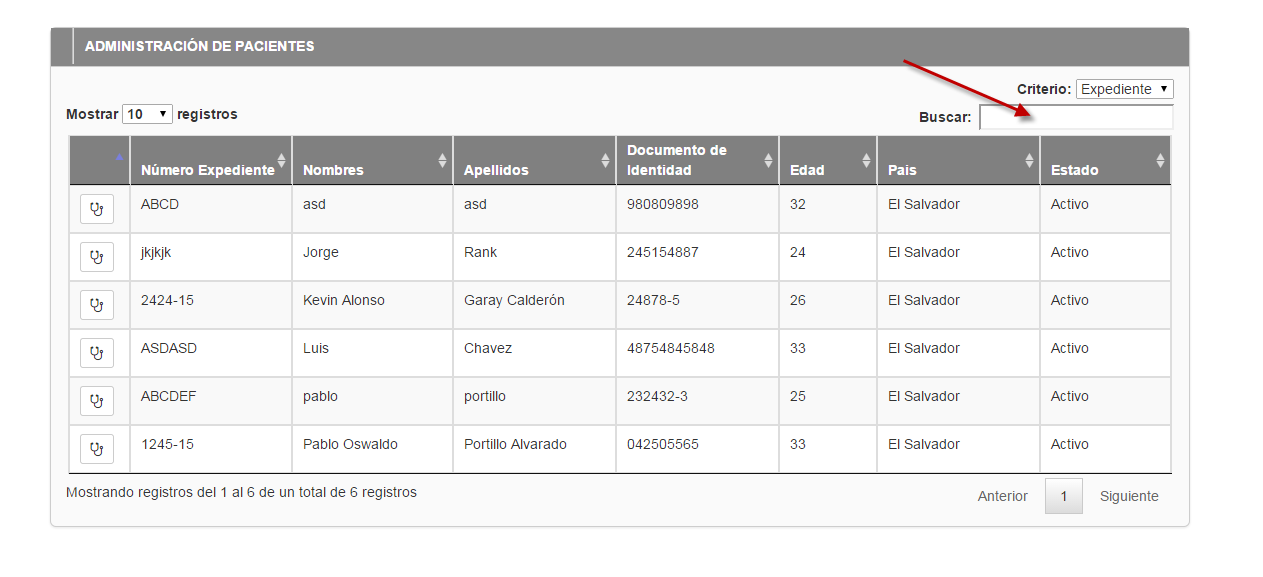 ADMINISTRACIÓN DE PACIENTES
Criterio: Expediente
Mostrar 10 registros
Buscar:
Número Expediente Nombres Apellidos Documento de Identidad Edad Pais Estado
ABCD asd asd 980809898 32 El Salvador Activo
jkjkjk Jorge Rank 245154887 24 El Salvador Activo
2424-15 Kevin Alonso Garay Calderón 24878-5 26 El Salvador Activo
ASDASD Luis Chavez 48754845848 33 El Salvador Activo
ABCDEF pablo portillo 232432-3 25 El Salvador Activo
1245-15 Pablo Oswaldo Portillo Alvarado 042505565 33 El Salvador Activo
Mostrando registros del 1 al 6 de un total de 6 registros
Anterior 1 Siguiente